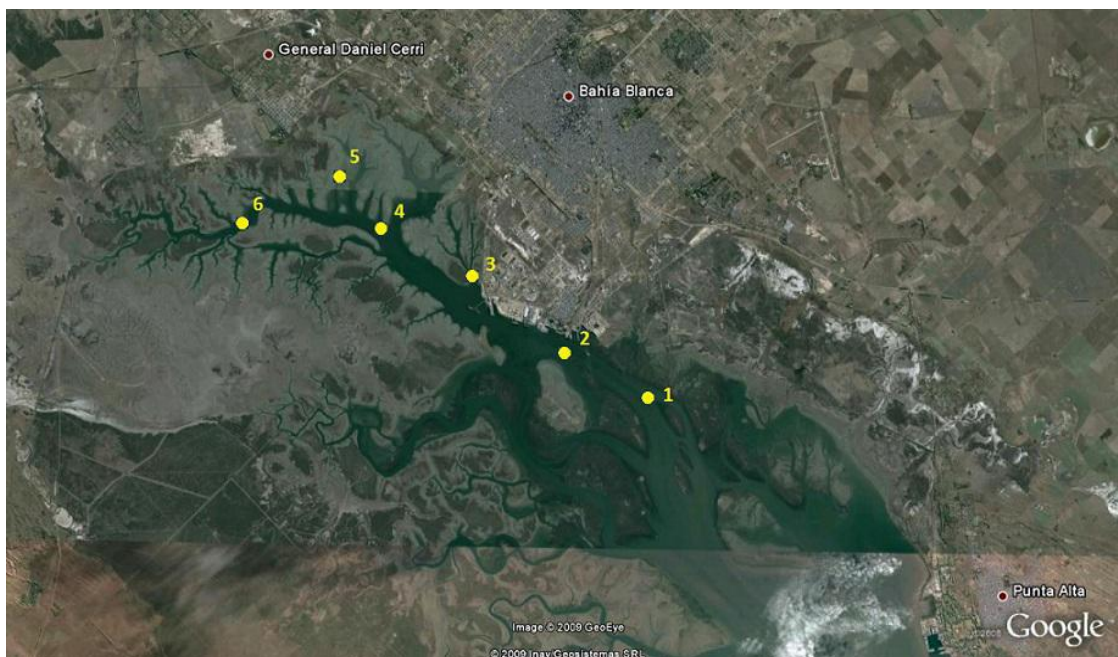 General Daniel Cerri
Bahía Blanca
5
6
4
3
2
1
Punta Alta
Image © 2009 GeoEye
Google
© 2009 Inav/Geosistemas SRL